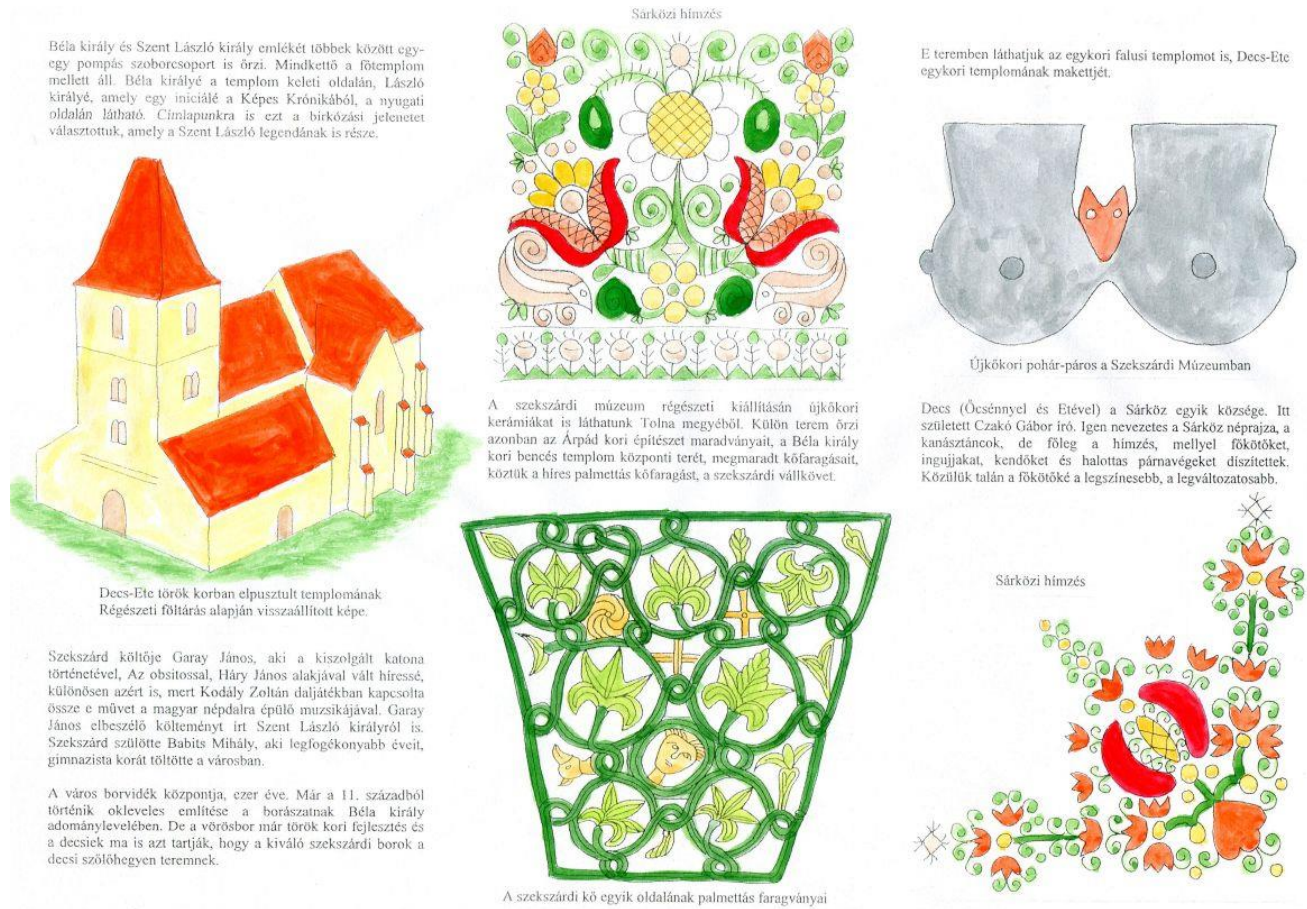 Béla király és Szent László király emlékét többek között egy-
egy pompás szoborcsoport is őrzi. Mindkettő a főtemplom
mellett áll. Béla királyé a templom keleti oldalán, László
királyé, amely egy iniciálé a Képes Krónikából, a nyugati
oldalán látható. Címlapunkra is ezt a birkózási jelenetet
választottuk, amely a Szent László legendának is része.
Decs-Ete török korban elpusztult templomának
Régészeti föltárás alapján visszaállított képe.
Szekszárd költője Garay János, aki a kiszolgált katona
történetével, Az obsitossal, Háry János alakjával vált híressé,
különösen azért is, mert Kodály Zoltán daljátékban kapcsolta
össze e művet a magyar népdalra épülő muzsikájával. Garay
János elbeszélő költeményt írt Szent László királyról is.
Szekszárd szülötte Babits Mihály, aki legfogékonyabb éveit,
gimnazista korát töltötte a városban.
A város borvidék központja, ezer éve. Már a 11. századból
történik okleveles említése a borászatnak Béla király
adománylevelében. De a vörösbor már török kori fejlesztés és
a decsiek ma is azt tartják, hogy a kiváló szekszárdi borok a
decsi szőlőhegyen teremnek.
Sárközi hímzés
A szekszárdi múzeum régészeti kiállításán újkőkori
kerámiákat is láthatunk Tolna megyéből. Külön terem őrzi
azonban az Árpád kori építészet maradványait, a Béla király
kori bencés templom központi terét, megmaradt kőfaragásait,
köztük a híres palmettás kőfaragást, a szekszárdi vállkövet.
A szekszárdi kő egyik oldalának palmettás faragványai
E teremben láthatjuk az egykori falusi templomot is, Decs-Ete
egykori templomának makettjét.
Újkőkori pohár-páros a Szekszárdi Múzeumban
Decs (Őcsénnyel és Etével) a Sárköz egyik községe. Itt
született Czakó Gábor író. Igen nevezetes a Sárköz néprajza, a
kanásztáncok, de főleg a hímzés, mellyel főkötőket,
ingujjakat, kendőket és halottas párnavégeket díszítettek.
Közülük talán a főkötőké a legszínesebb, a legváltozatosabb.
Sárközi hímzés